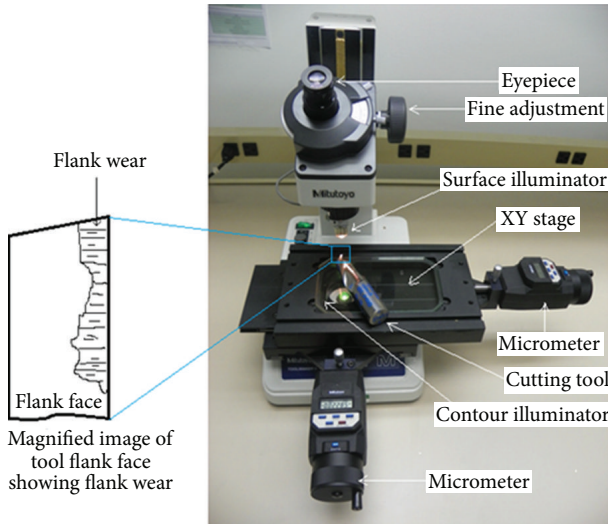 Eyepiece
Fine adjustment
Flank wear
Surface illuminator
Mitutoyo
XY stage
Micrometer
Cutting tool
Flank face
Contour illuminator
Magnified image of
tool flank face
showing flank wear
Micrometer